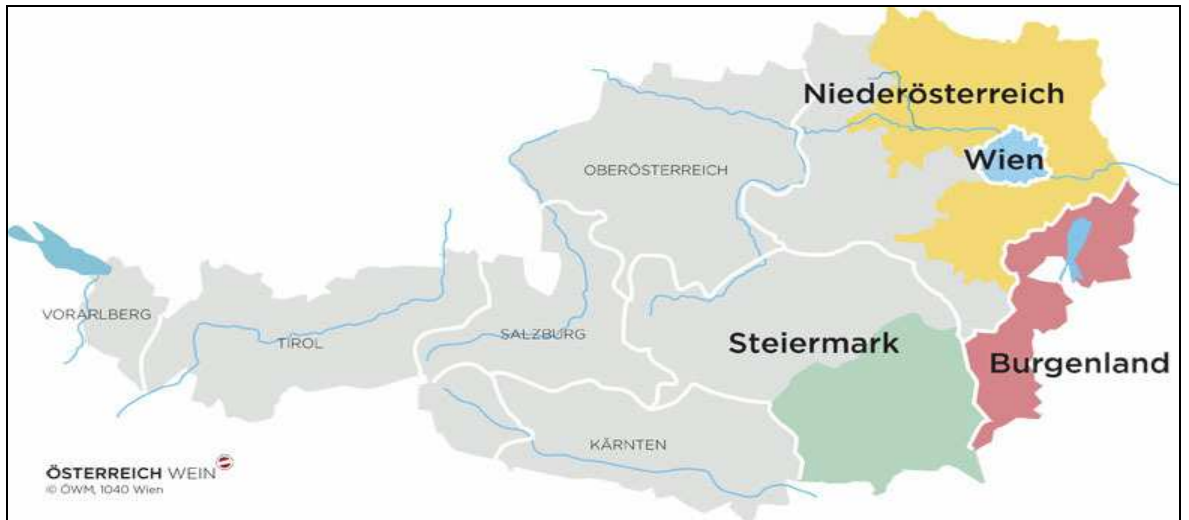 Niederösterreich
Wien
OBERÖSTERREICH
VORARLBERG
TIROL
SALZBURG
Steiermark
Burgenland
KÄRNTEN
ÖSTERREICH WEIN
© ÖWM, 1040 Wien